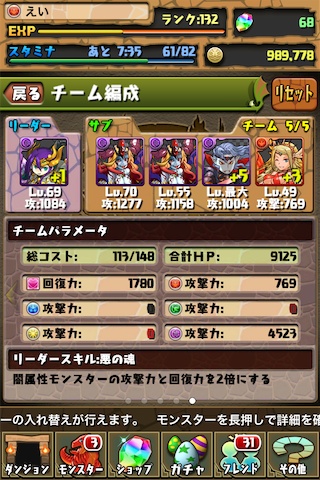 えい
ランク:132
68
EXP
スタミナ あと 7:35 61/82
989,778
戻る チーム編成 リセット
リーダー サブ チーム 5/5
+1 +5 +3
Lv.69 Lv.70 Lv.55 Lv.最大 Lv.49
攻:1084 攻:1277 攻:1158 攻:1004 攻:769
チームパラメータ
総コスト: 113/148 合計HP: 9125
回復力: 1780 攻撃力: 769
攻撃力: 0 攻撃力: 0
攻撃力: 0 攻撃力: 4523
リーダースキル:悪の魂
闇属性モンスターの攻撃力と回復力を2倍にする
ーの入れ替えが行えます。 モンスターを長押しで詳細を確
3 31
ダンジョン モンスター ショップ ガチャ フレンド その他